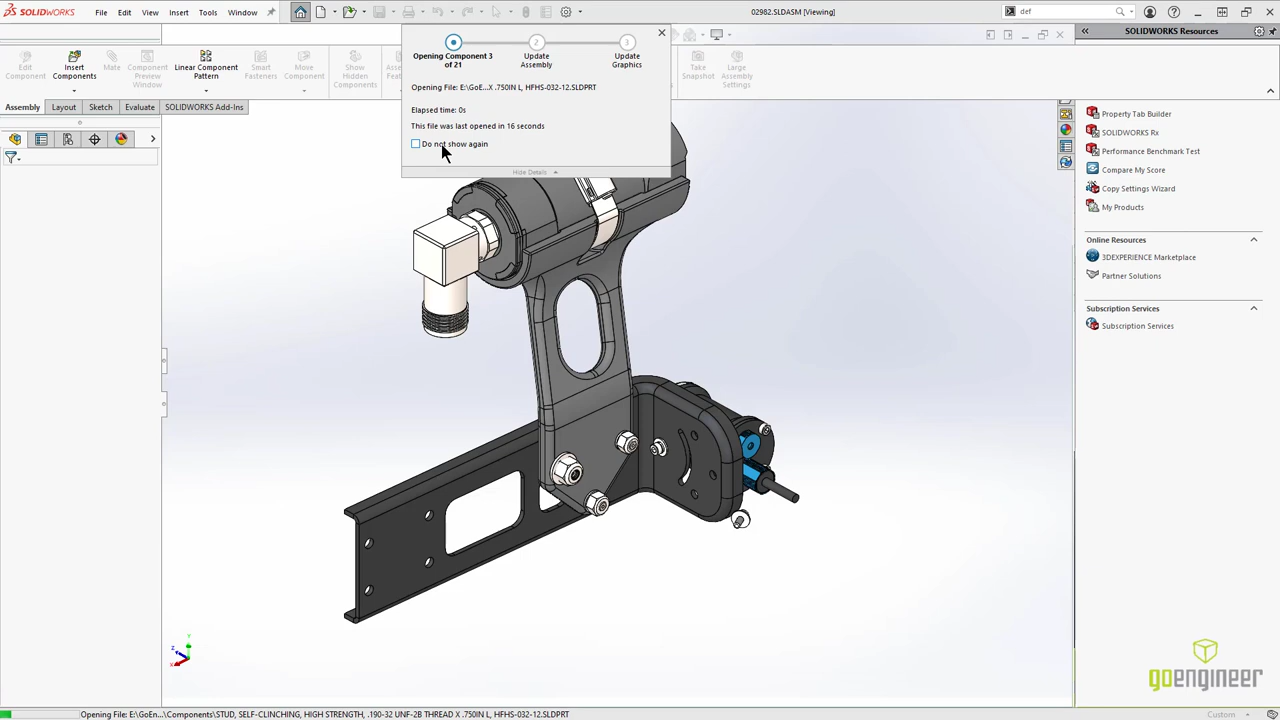 SOLIDWORKS
File
Edit
View
Insert
Tools
Window
02982.SLDASM [Viewing]
def
Edit
Component
Insert
Components
Mate
Component
Preview
Window
Linear Component
Pattern
Smart
Fasteners
Move
Component
Show
Hidden
Components
Take
Snapshot
Large
Assembly
Settings
Assembly
Layout
Sketch
Evaluate
SOLIDWORKS Add-Ins
1
2
3
Opening Component 3
of 21
Update
Assembly
Update
Graphics
Opening File: E:\GoE...X .750IN L, HFHS-032-12.SLDPRT
Elapsed time: 0s
This file was last opened in 16 seconds
Do not show again
Hide Details
SOLIDWORKS Resources
Property Tab Builder
SOLIDWORKS Rx
Performance Benchmark Test
Compare My Score
Copy Settings Wizard
My Products
Online Resources
3DEXPERIENCE Marketplace
Partner Solutions
Subscription Services
Subscription Services
goengineer
Opening File: E:\GoEn...\Components\STUD, SELF-CLINCHING, HIGH STRENGTH, .190-32 UNF-2B THREAD X .750IN L, HFHS-032-12.SLDPRT
Custom